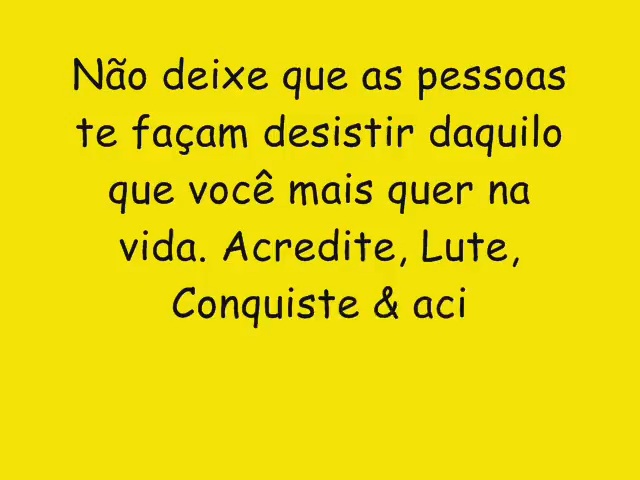 Não deixe que as pessoas
te façam desistir daquilo
que você mais quer na
vida. Acredite, Lute,
Conquiste & aci